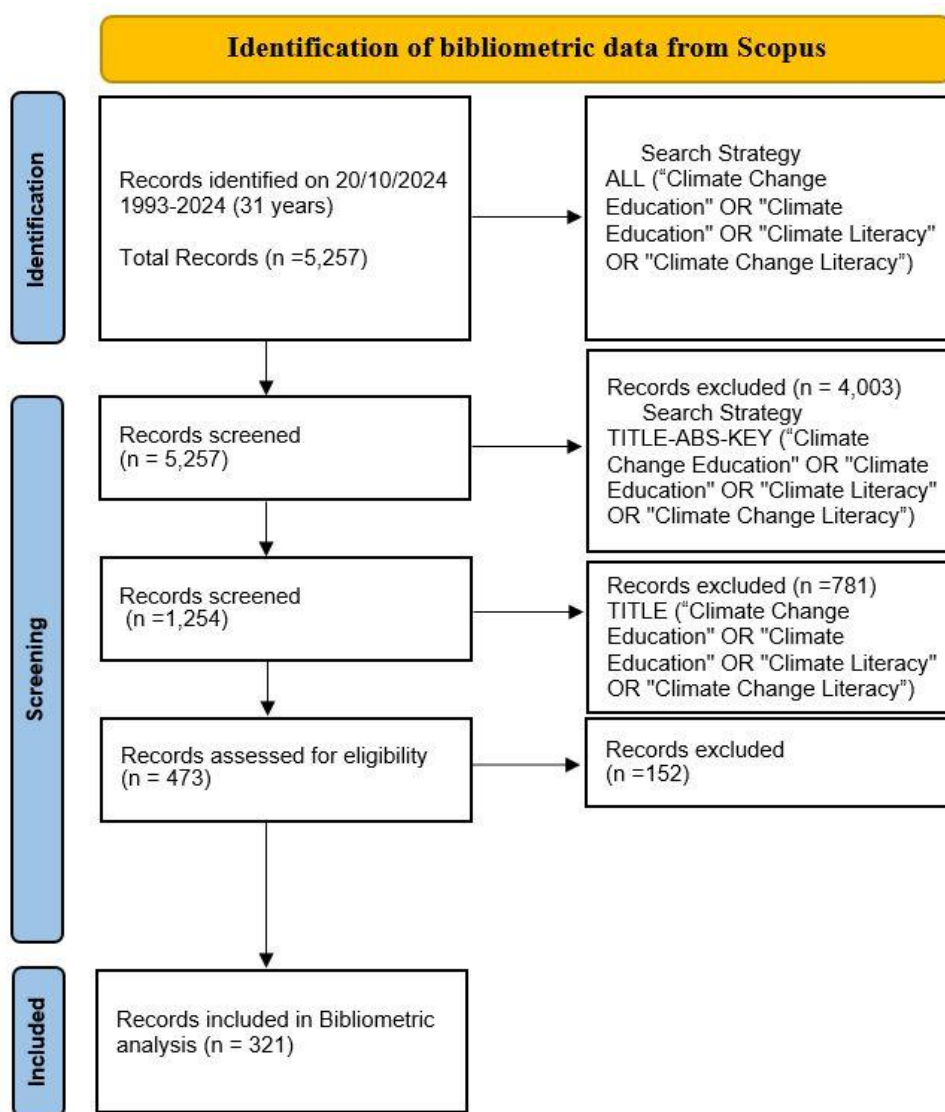 Identification of bibliometric data from Scopus
Identification
Records identified on 20/10/2024
1993-2024 (31 years)
Total Records (n =5,257)
Search Strategy
ALL (“Climate Change
Education" OR "Climate
Education" OR "Climate Literacy"
OR "Climate Change Literacy”)
Screening
Records screened
(n = 5,257)
Records excluded (n = 4,003)
Search Strategy
TITLE-ABS-KEY (“Climate
Change Education" OR "Climate
Education" OR "Climate Literacy"
OR "Climate Change Literacy”)
Records screened
(n =1,254)
Records excluded (n =781)
TITLE (“Climate Change
Education" OR "Climate
Education" OR "Climate Literacy"
OR "Climate Change Literacy”)
Records assessed for eligibility
(n = 473)
Records excluded
(n =152)
Included
Records included in Bibliometric
analysis (n = 321)